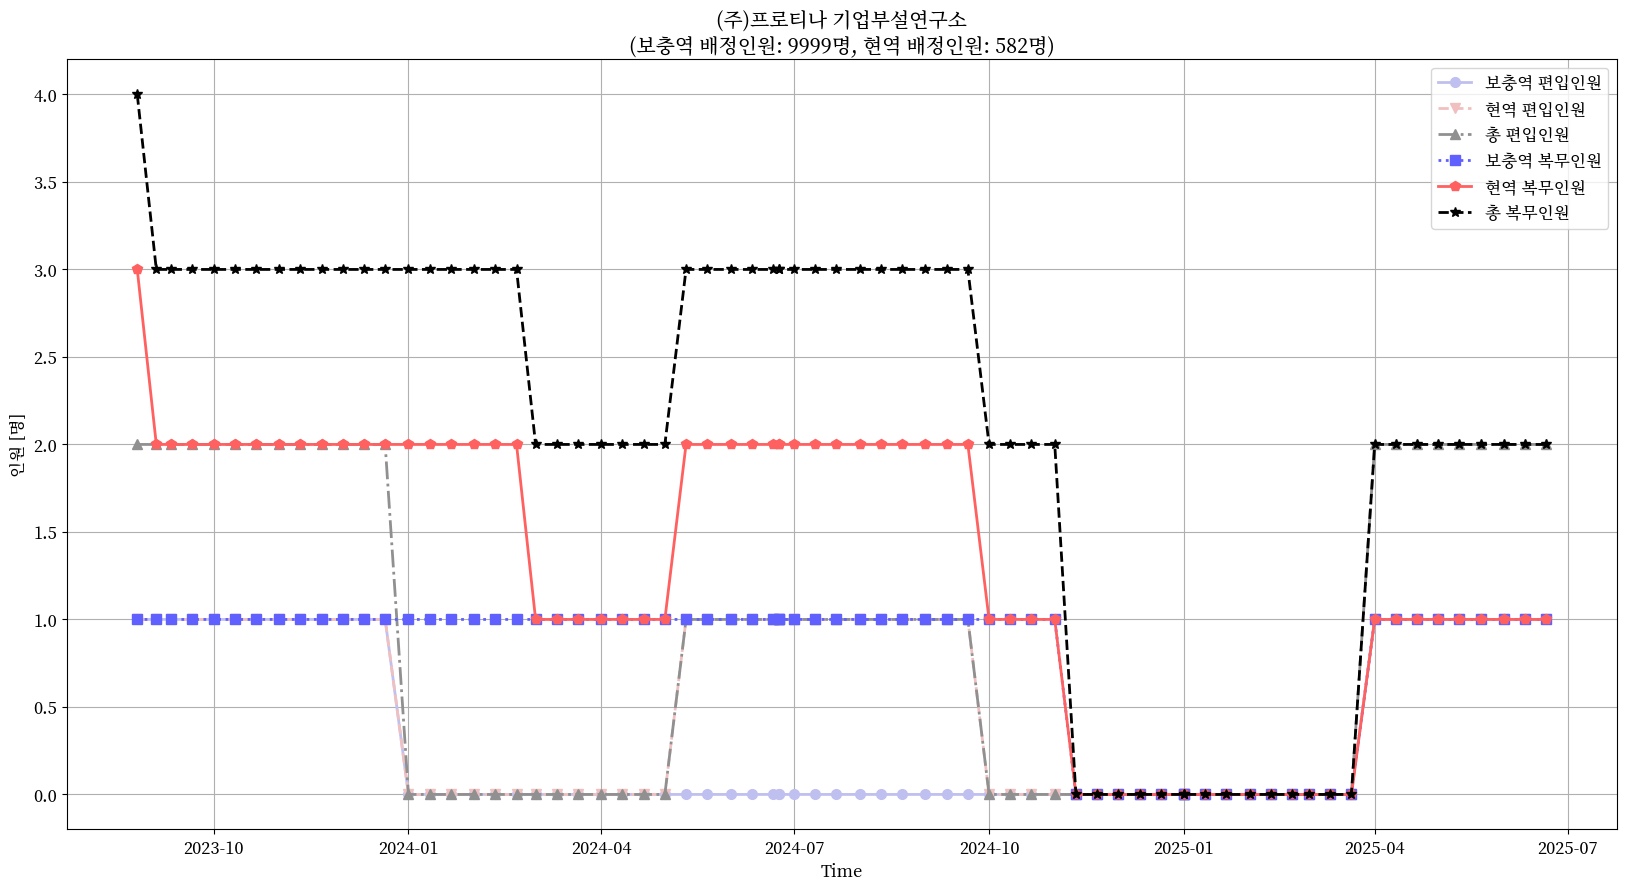 (주)프로티나 기업부설연구소
(보충역 배정인원: 9999명, 현역 배정인원: 582명)
보충역 편입인원
현역 편입인원
총 편입인원
보충역 복무인원
현역 복무인원
총 복무인원
인원 [명]
4.0
3.5
3.0
2.5
2.0
1.5
1.0
0.5
0.0
2023-10 2024-01 2024-04 2024-07 2024-10 2025-01 2025-04 2025-07
Time